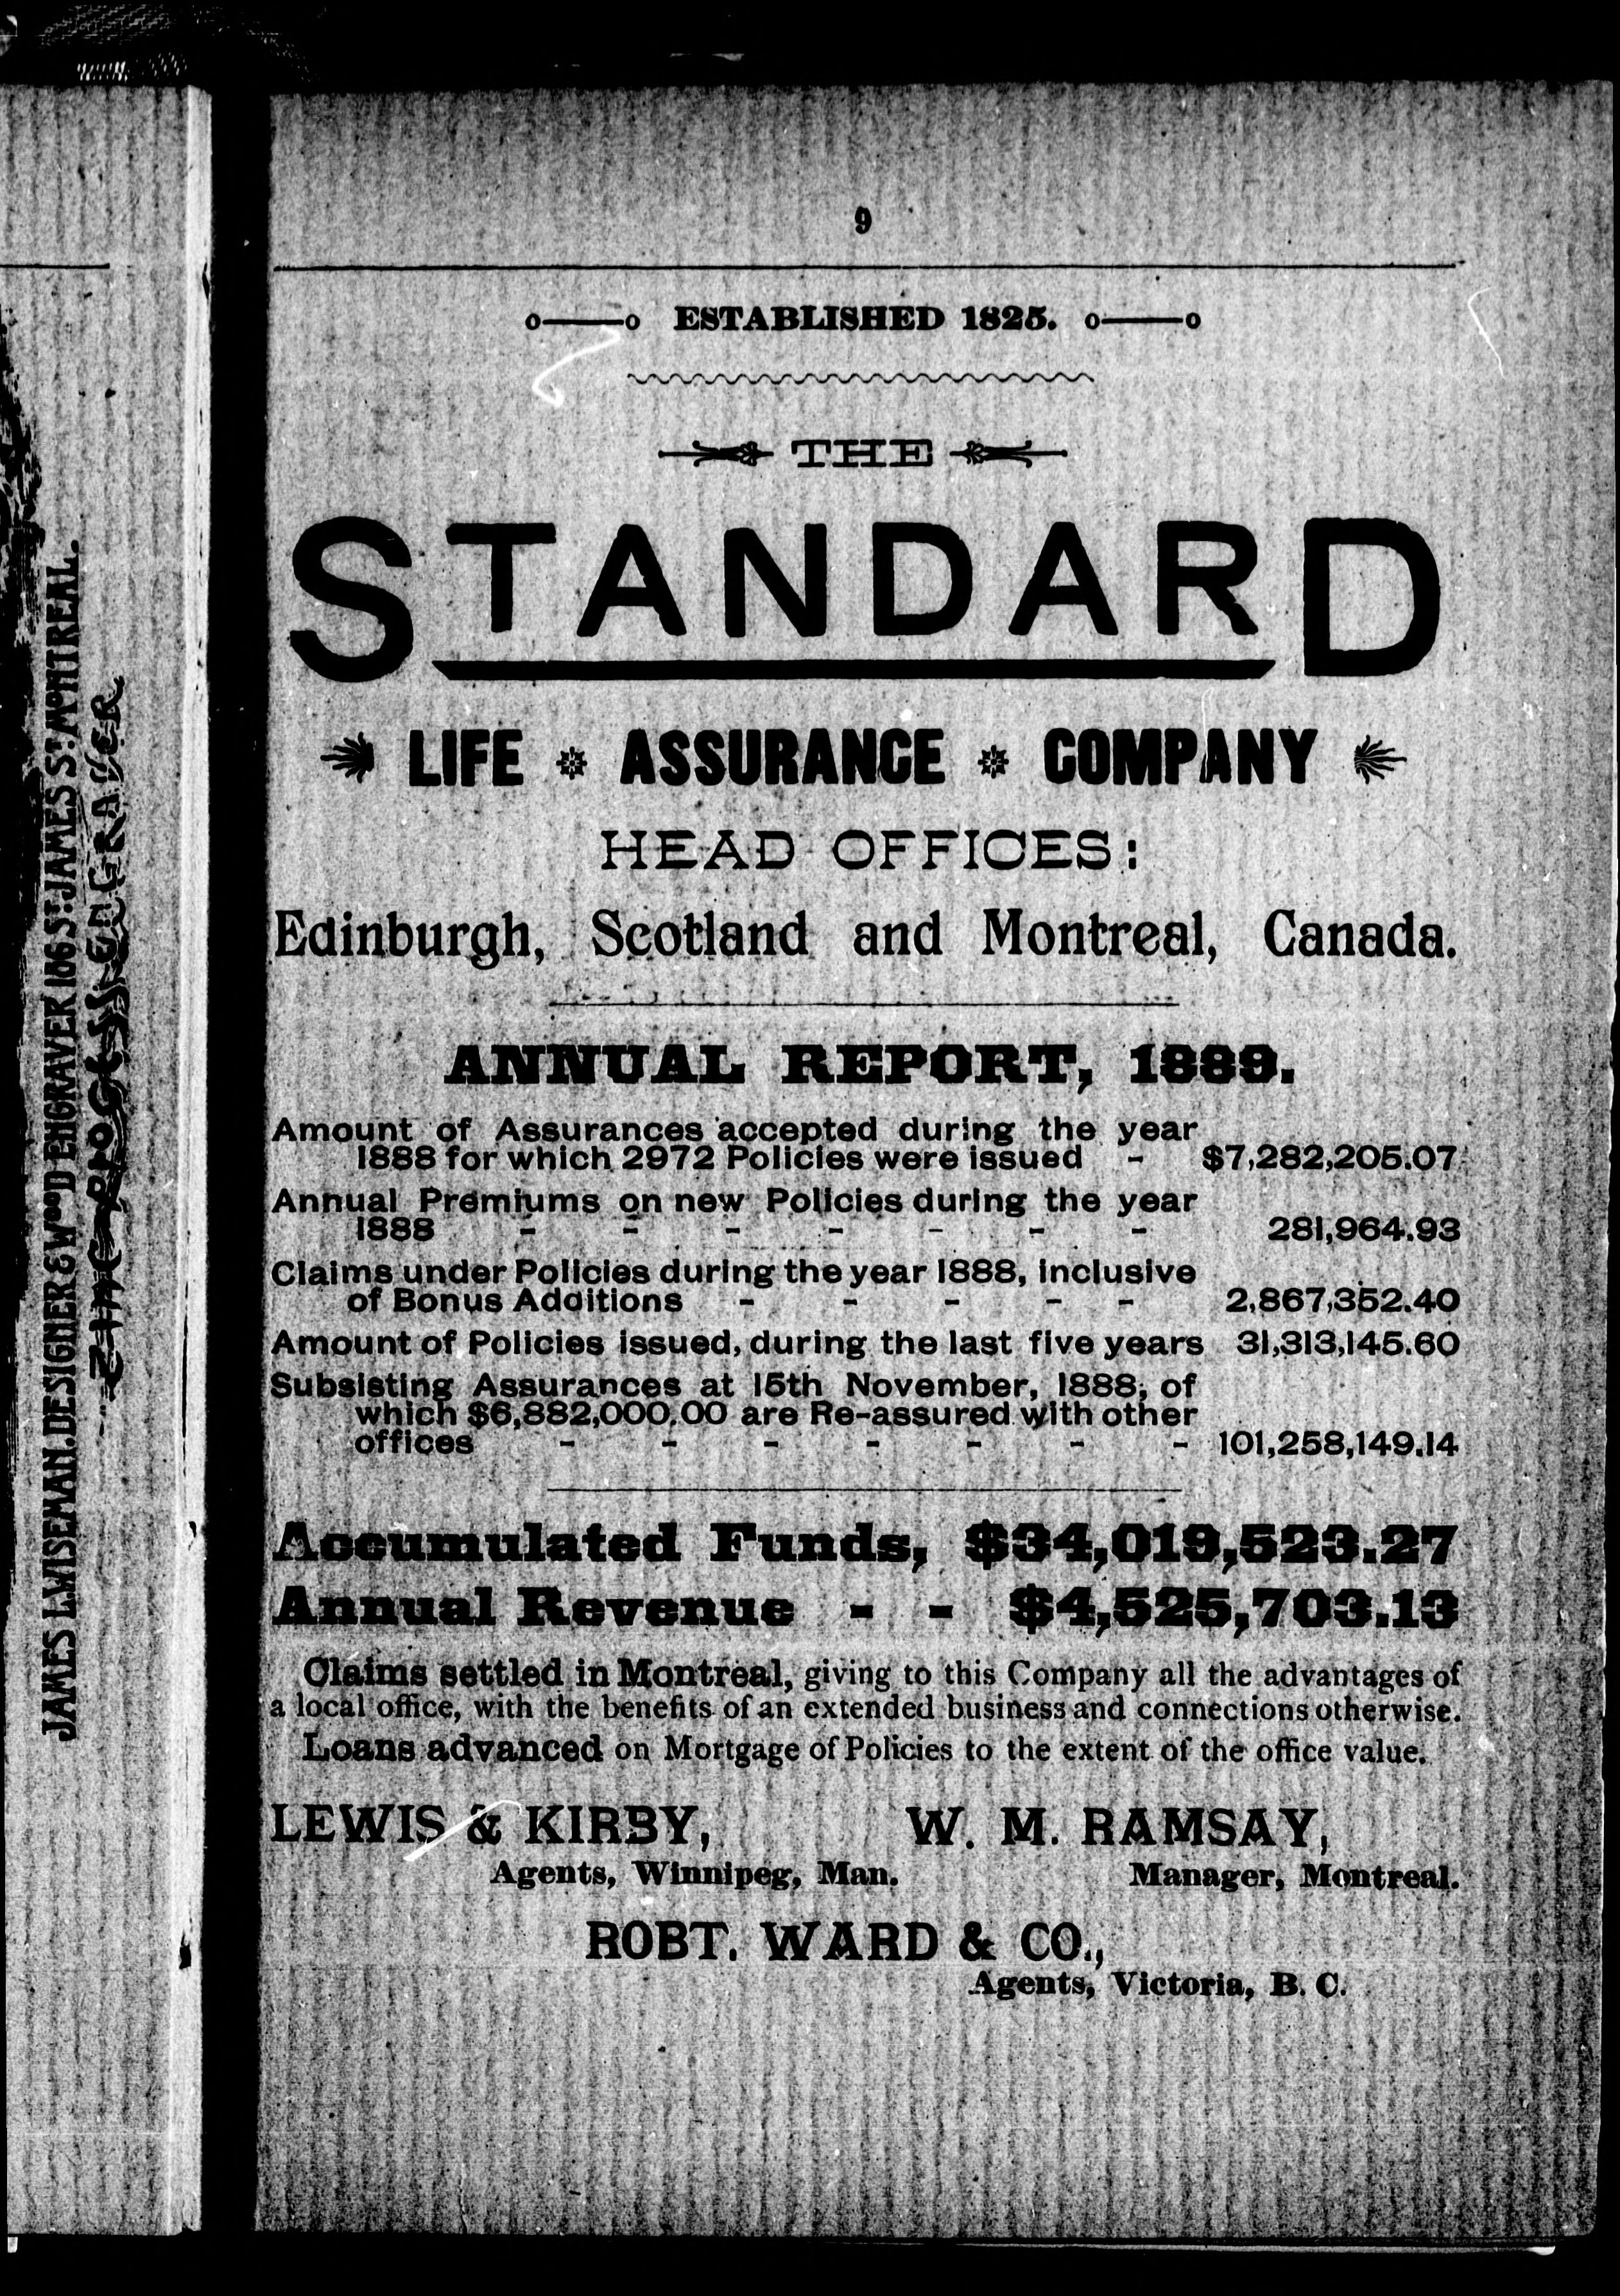 JAMES L.WISEMAN.DESIGNER & WOOD ENGRAVER 186 ST. JAMES ST. MONTREAL.
ZINC PROCESS ENGRAVER
9
ESTABLISHED 1825.
THE
STANDARD
LIFE ASSURANCE COMPANY
HEAD OFFICES:
Edinburgh, Scotland and Montreal, Canada.
ANNUAL REPORT, 1889.
Amount of Assurances accepted during the year
1888 for which 2972 Policies were issued - $7,282,205.07
Annual Premiums on new Policies during the year
1888 - - - - - - - 281,964.93
Claims under Policies during the year 1888, inclusive
of Bonus Additions - - - - - 2,867,352.40
Amount of Policies issued, during the last five years 31,313,145.60
Subsisting Assurances at 15th November, 1888, of
which $6,882,000.00 are Re-assured with other
offices - - - - - - - 101,258,149.14
Accumulated Funds, $34,019,523.27
Annual Revenue - - $4,525,703.13
Claims settled in Montreal, giving to this Company all the advantages of
a local office, with the benefits of an extended business and connections otherwise.
Loans advanced on Mortgage of Policies to the extent of the office value.
LEWIS & KIRBY, W. M. RAMSAY,
Agents, Winnipeg, Man. Manager, Montreal.
ROBT. WARD & CO.,
Agents, Victoria, B. C.